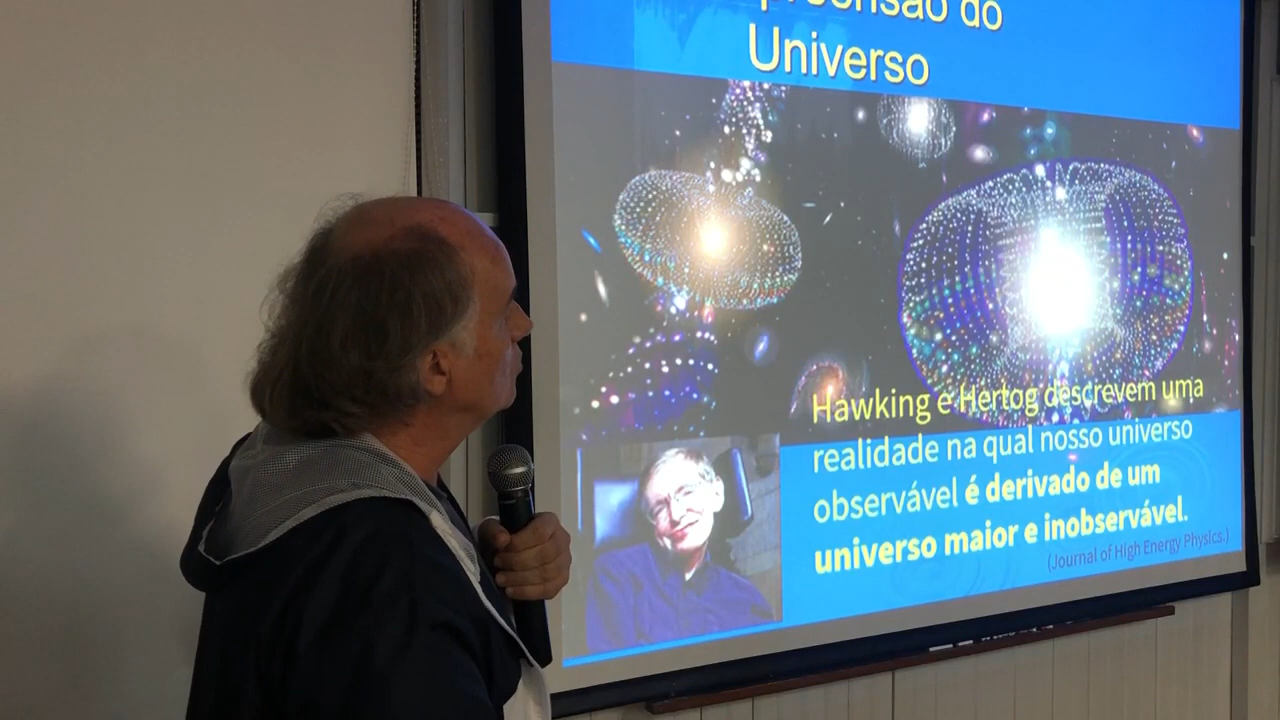 do
Universo
Hawking e Hertog descrevem uma
realidade na qual nosso universo
observável é derivado de um
universo maior e inobservável.
(Journal of High Energy Physics.)